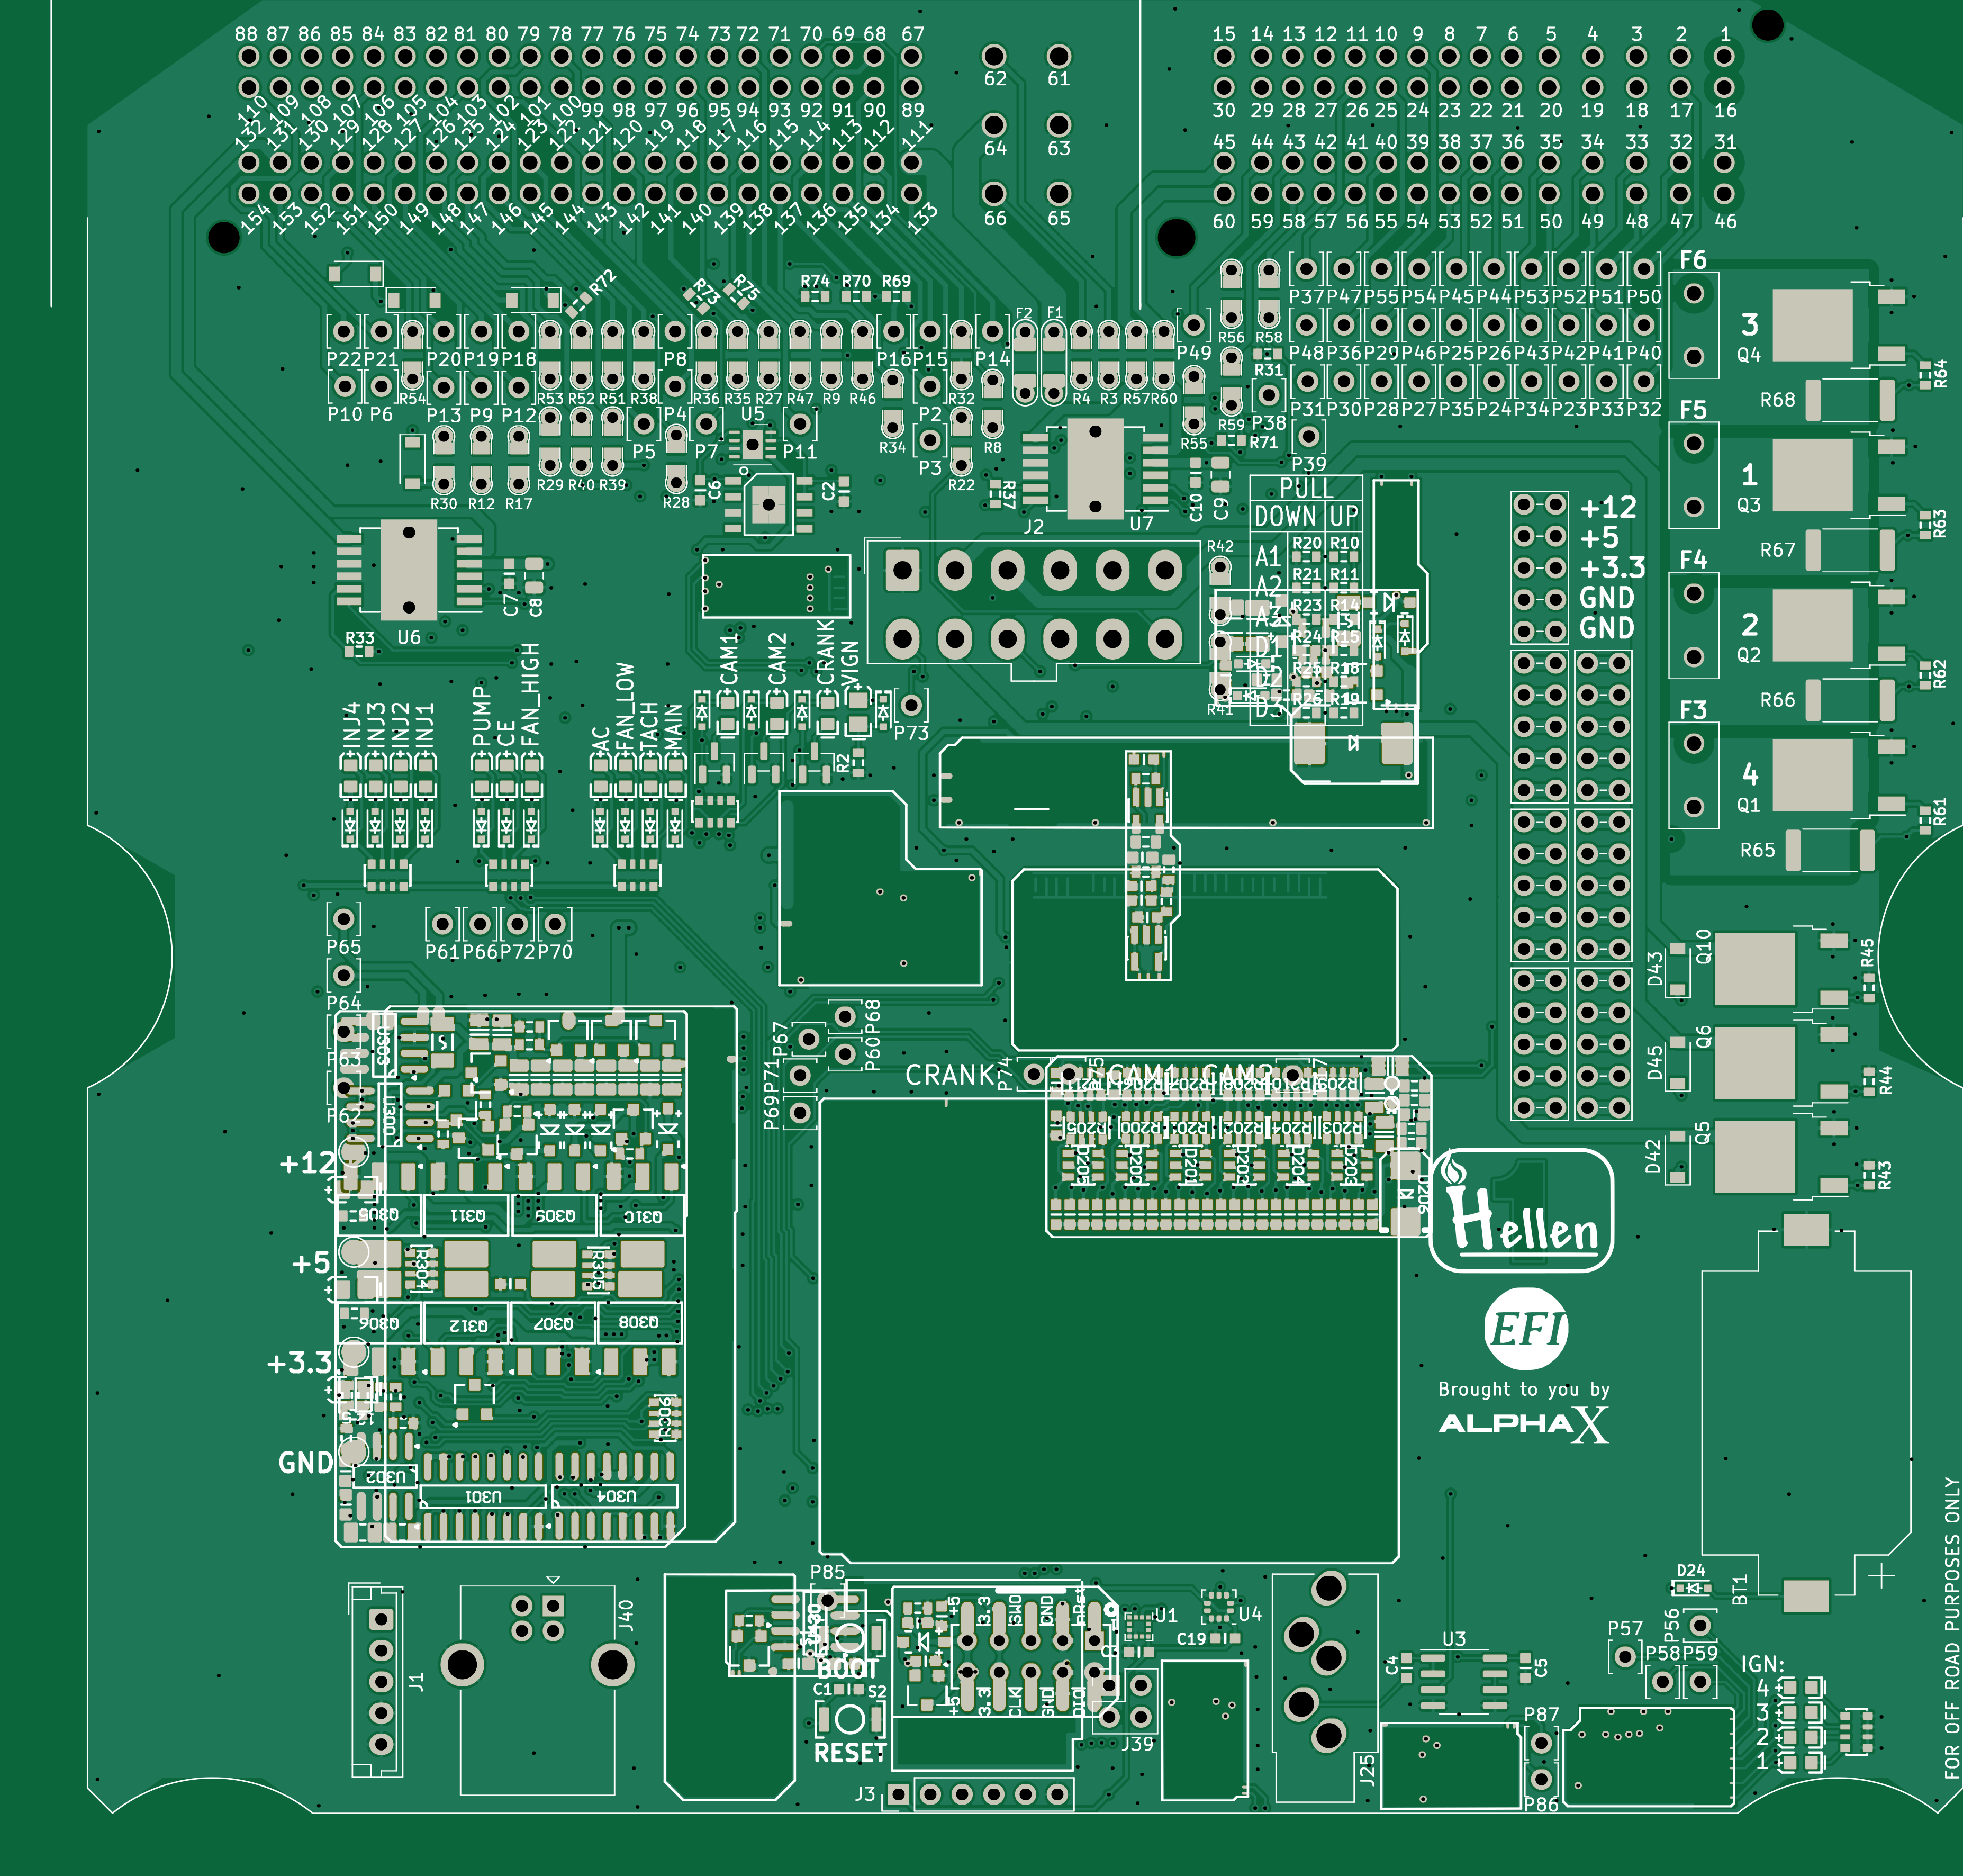 88 87 86 85 84 83 82 81 80 79 78 77 76 75 74 73 72 71 70 69 68 67
62 61
15 14 13 12 11 10 9 8 7 6 5 4 3 2 1
110 109 108 107 106 105 104 103 102 101 100 99 98 97 96 95 94 93 92 91 90 89
30 29 28 27 26 25 24 23 22 21 20 19 18 17 16
132 131 130 129 128 127 126 125 124 123 122 121 120 119 118 117 116 115 114 113 112 111
64 63
45 44 43 42 41 40 39 38 37 36 35 34 33 32 31
154 153 152 151 150 149 148 147 146 145 144 143 142 141 140 139 138 137 136 135 134 133
66 65
60 59 58 57 56 55 54 53 52 51 50 49 48 47 46
R72 R73 R75 R74 R70 R69
F6
P37 P47 P55 P54 P45 P44 P53 P52 P51 P50
F2 F1
R56 R58
3
P22 P21 P20 P19 P18 P8 P16 P15 P14 P49
P48 P36 P29 P46 P25 P43 P26 P42 P41 P40
Q4
R31
R64
R54 R53 R52 R51 R38 R36 R35 R27 R47 R9 R46 R32 R4 R3 R57 R60
R68
P10 P6 P13 P9 P12 P4 U5 P2
P31 P30 P28 P27 P35 P24 P34 P23 P33 P32
F5
R59 P38
P5 P7 P11 R34 P3 R8 R55 R71 P39
1
Q3
R63
R30 R12 R17 R29 R40 R39 R28 C6 C2 R22 R37 J2 U7 C10 C9
R67
PULL
DOWN UP
+12
+5
+3.3
GND
GND
F4
2
Q2
R62
R66
R42
A1 R20 R10
A2 R21 R11
A3 R23 R14
D1 R24 R15
D2 R25 R18
D3 R26 R19
R41
U6 C7 C8
R33
CAM1 CAM2 CRANK VIGN
P73
R2
INJ4 INJ3 INJ2 INJ1 PUMP CE FAN_HIGH AC FAN_LOW TACH MAIN
F3
4
Q1
R61
R65
P65 P61 P66 P72 P70
P64
P63
P62
P67 P68
P60
P71
P69
CRANK P74 CAM1 CAM2
D43 Q10 R45
D45 Q6 R44
D42 Q5 R43
U303
U300
R205 R200 R202 R204 R203
D205 D200 D201 D202 D204 D203
U206
+12
Q305 Q311 Q309 Q31C
+5
R304 R305
Q306 Q312 Q307 Q308
+3.3
GND
U302 U301 U304
Hellen
1
EFI
Brought to you by
ALPHAX
FOR OFF ROAD PURPOSES ONLY
D24
BT1
P85
J1
J40
BOOT
C1 S2
RESET
+5 3.3 SWO GND nRst
+5 3.3 CLK GND DIO
U1
C19 U4
J39
J3
J25
C4 U3 C5
P57 P56 P58 P59
P87
P86
IGN:
4
3
2
1